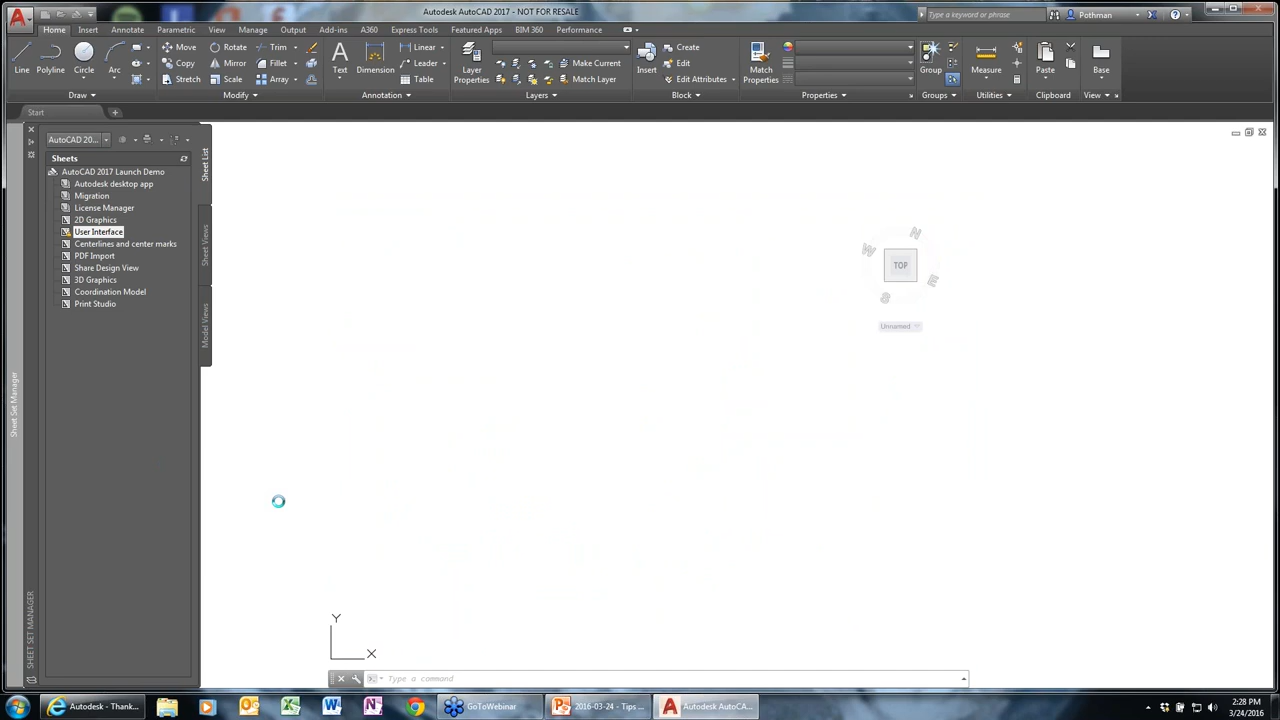 Autodesk AutoCAD 2017 - NOT FOR RESALE
Type a keyword or phrase
Pothman
Home Insert Annotate Parametric View Manage Output Add-ins A360 Express Tools Featured Apps BIM 360 Performance
Line Polyline Circle Arc
Move Rotate Trim
Copy Mirror Fillet
Stretch Scale Array
Text Dimension
Linear
Leader
Table
Layer Properties
Make Current
Match Layer
Insert
Create
Edit
Edit Attributes
Match Properties
Group
Measure
Paste
Base
Draw Modify Annotation Layers Block Properties Groups Utilities Clipboard View
Start
AutoCAD 20...
Sheets
AutoCAD 2017 Launch Demo
Autodesk desktop app
Migration
License Manager
2D Graphics
User Interface
Centerlines and center marks
PDF Import
Share Design View
3D Graphics
Coordination Model
Print Studio
Sheet List
Sheet Views
Model Views
Sheet Set Manager
SHEET SET MANAGER
N
W
TOP
E
S
Unnamed
Y
X
Type a command
Autodesk - Thank...
GoToWebinar
2016-03-24 - Tips ...
Autodesk AutoCA...
2:28 PM
3/24/2016